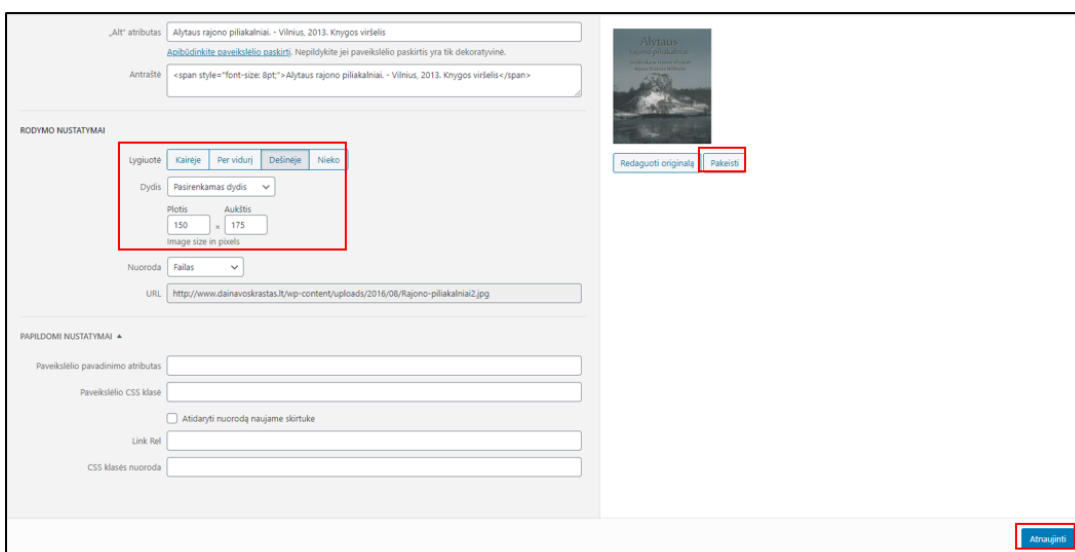 „Alt“ atributas Alytaus rajono piliakalniai. - Vilnius, 2013. Knygos viršelis
Apibūdinkite paveikslėlio paskirtį. Nepildykite jei paveikslėlio paskirtis yra tik dekoratyvinė.
Antraštė <span style="font-size: 8pt;">Alytaus rajono piliakalniai. - Vilnius, 2013. Knygos viršelis</span>
RODYMO NUSTATYMAI
Lygiuotė Kairėje Per vidurį Dešinėje Nieko
Dydis Pasirenkamas dydis
Plotis Aukštis
150 × 175
Image size in pixels
Nuoroda Failas
URL http://www.dainavoskrastas.lt/wp-content/uploads/2016/08/Rajono-piliakalniai2.jpg
PAPILDOMI NUSTATYMAI
Paveikslėlio pavadinimo atributas
Paveikslėlio CSS klasė
Atidaryti nuorodą naujame skirtuke
Link Rel
CSS klasės nuoroda
Alytaus
rajono piliakalniai
Redaguoti originalą Pakeisti
Atnaujinti